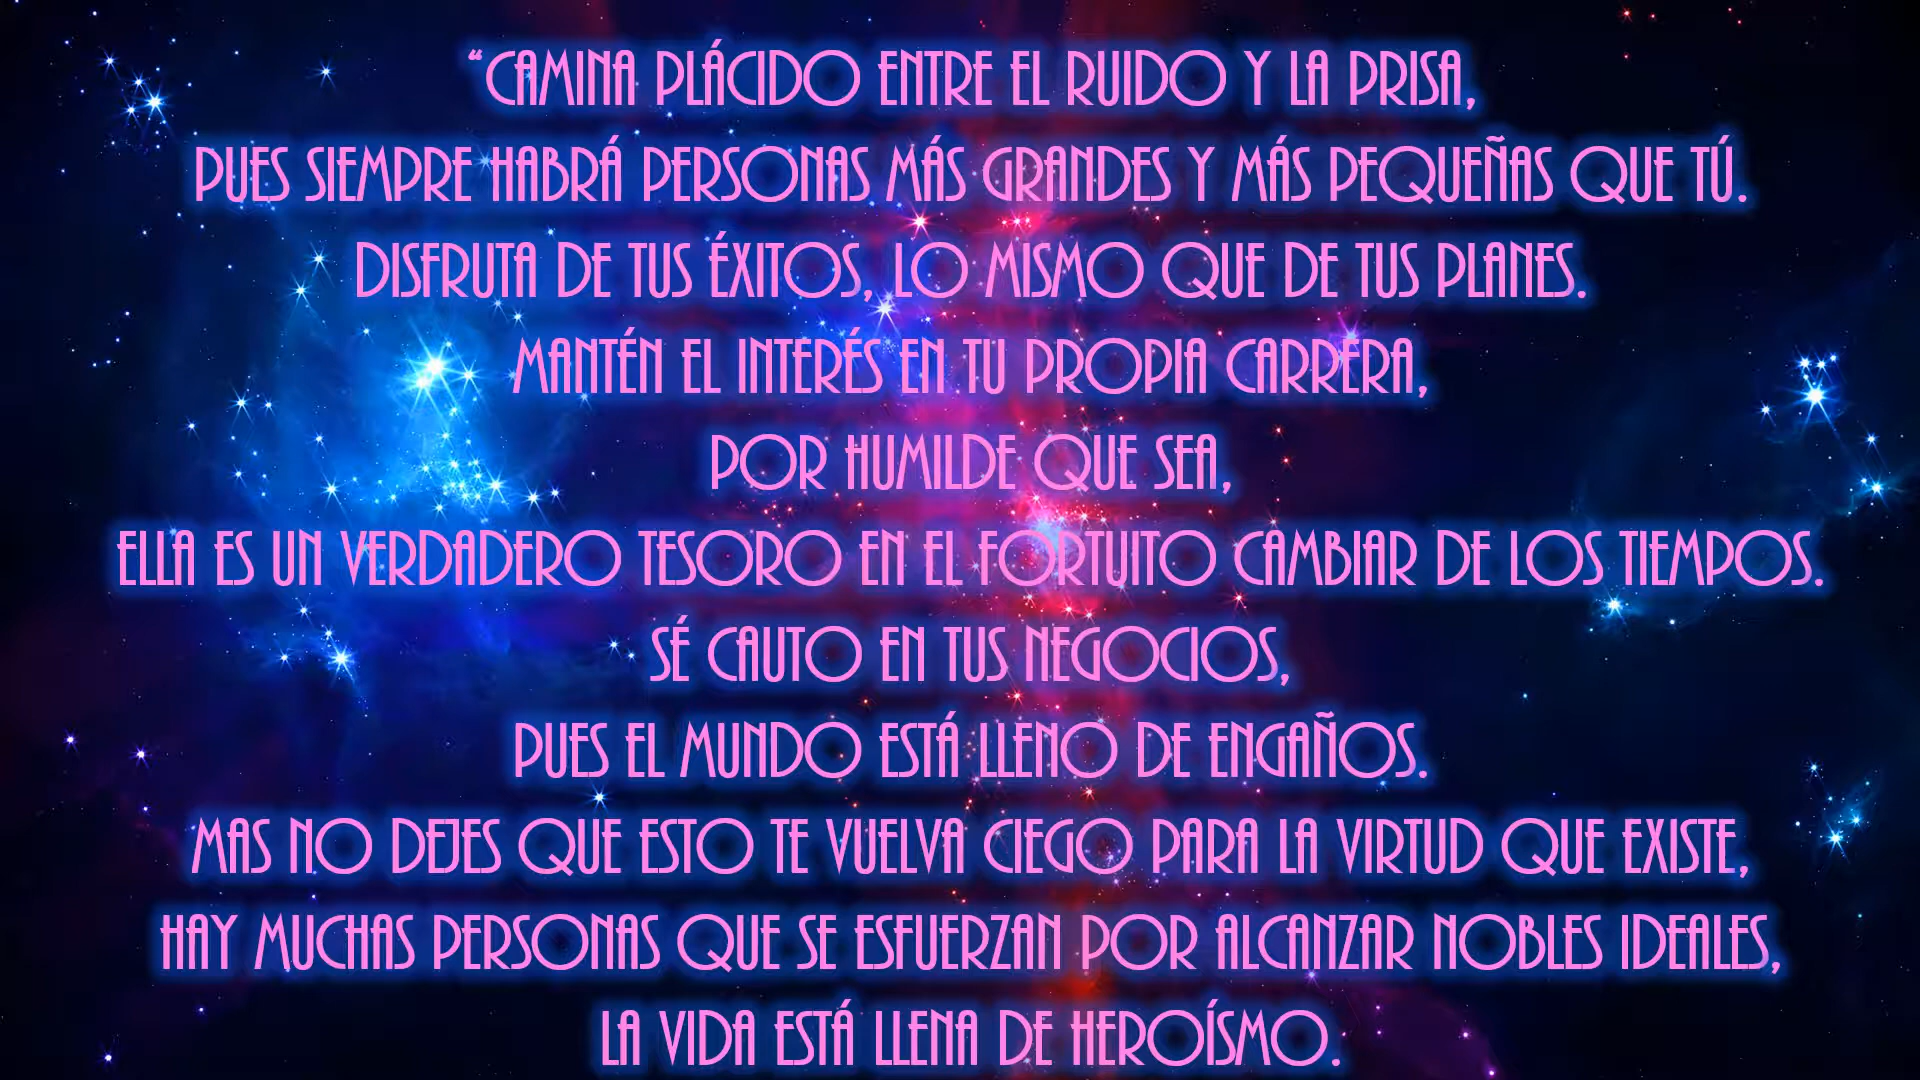 “CAMINA PLÁCIDO ENTRE EL RUIDO Y LA PRISA,
PUES SIEMPRE HABRÁ PERSONAS MÁS GRANDES Y MÁS PEQUEÑAS QUE TÚ.
DISFRUTA DE TUS ÉXITOS, LO MISMO QUE DE TUS PLANES.
MANTÉN EL INTERÉS EN TU PROPIA CARRERA,
POR HUMILDE QUE SEA,
ELLA ES UN VERDADERO TESORO EN EL FORTUITO CAMBIAR DE LOS TIEMPOS.
SÉ CAUTO EN TUS NEGOCIOS,
PUES EL MUNDO ESTÁ LLENO DE ENGAÑOS.
MAS NO DEJES QUE ESTO TE VUELVA CIEGO PARA LA VIRTUD QUE EXISTE,
HAY MUCHAS PERSONAS QUE SE ESFUERZAN POR ALCANZAR NOBLES IDEALES,
LA VIDA ESTÁ LLENA DE HEROÍSMO.